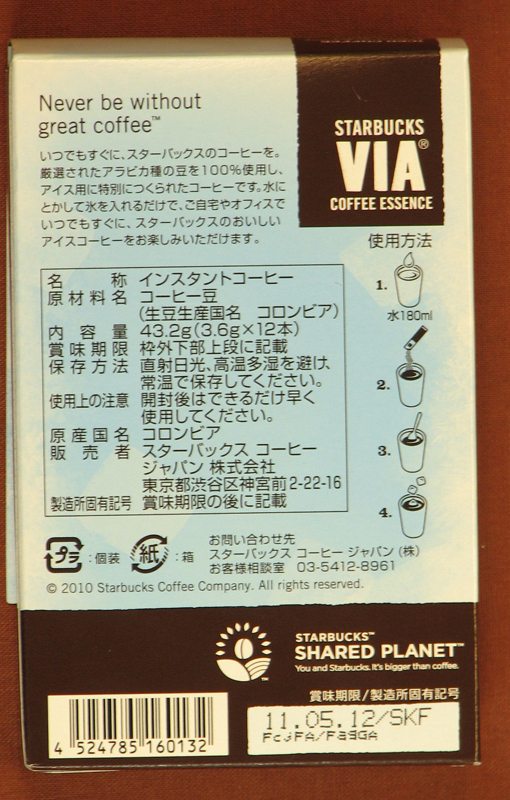 Never be without
great coffee™
STARBUCKS
VIA®
COFFEE ESSENCE
いつでもすぐに、スターバックスのコーヒーを。
厳選されたアラビカ種の豆を100%使用し、
アイス用に特別につくられたコーヒーです。水に
とかして氷を入れるだけで、ご自宅やオフィスで
いつでもすぐに、スターバックスのおいしい
アイスコーヒーをお楽しみいただけます。
使用方法
1.
水180ml
2.
3.
4.
名称 インスタントコーヒー
原材料名 コーヒー豆
(生豆生産国名 コロンビア)
内容量 43.2g(3.6g×12本)
賞味期限 枠外下部上段に記載
保存方法 直射日光、高温多湿を避け、
常温で保存してください。
使用上の注意 開封後はできるだけ早く
使用してください。
原産国名 コロンビア
販売者 スターバックス コーヒー
ジャパン 株式会社
東京都渋谷区神宮前2-22-16
製造所固有記号 賞味期限の後に記載
プラ :個装 紙 :箱
お問い合わせ先
スターバックス コーヒー ジャパン(株)
お客様相談室 03-5412-8961
© 2010 Starbucks Coffee Company. All rights reserved.
STARBUCKS™
SHARED PLANET™
You and Starbucks. It's bigger than coffee.
賞味期限/製造所固有記号
11.05.12/SKF
4 524785 160132